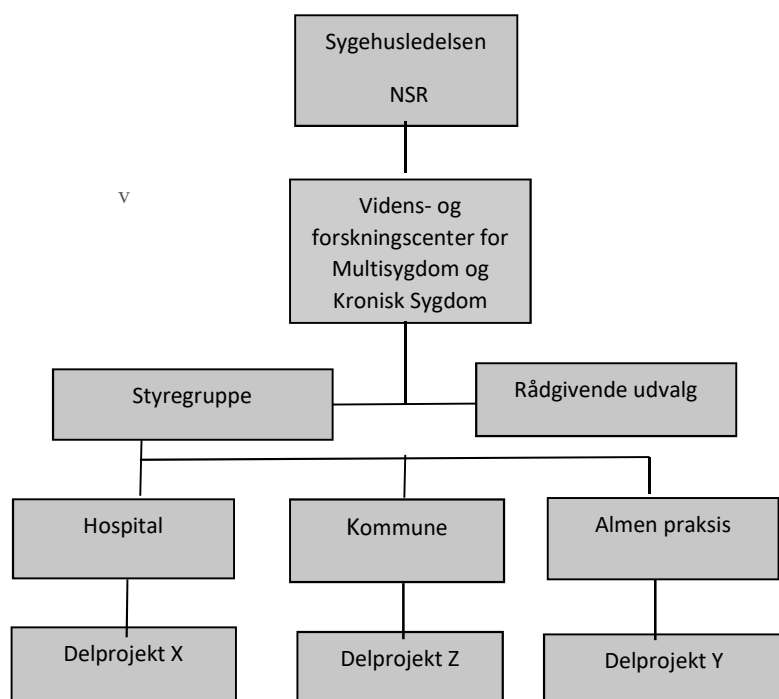 Sygehusledelsen
NSR
v
Videns- og
forskningscenter for
Multisygdom og
Kronisk Sygdom
Styregruppe
Rådgivende udvalg
Hospital
Kommune
Almen praksis
Delprojekt X
Delprojekt Z
Delprojekt Y